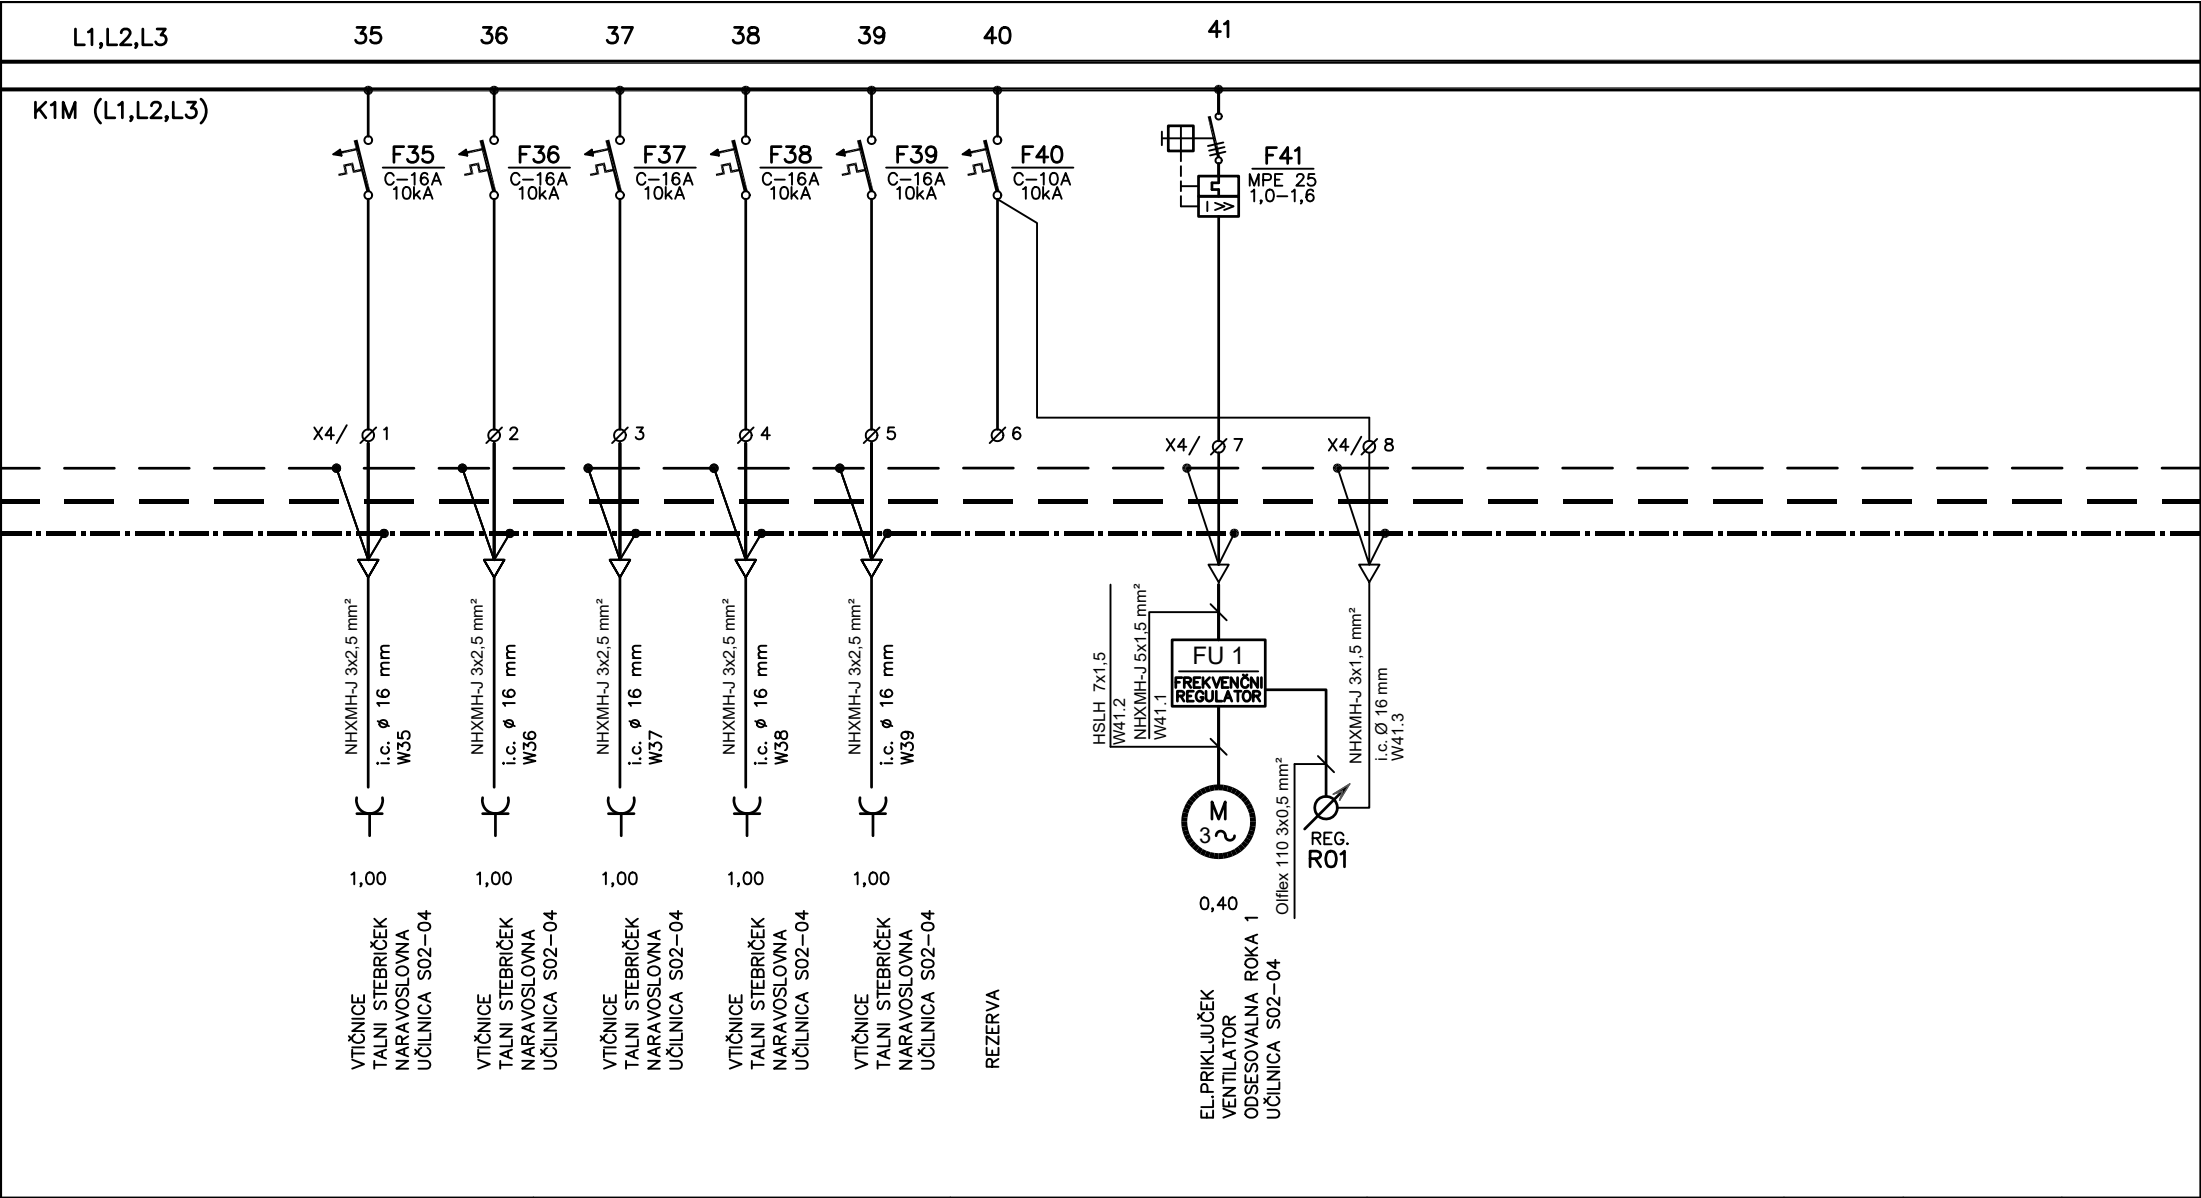 L1,L2,L3
35
36
37
38
39
40
41
K1M (L1,L2,L3)
F35
C-16A
10kA
F36
C-16A
10kA
F37
C-16A
10kA
F38
C-16A
10kA
F39
C-16A
10kA
F40
C-10A
10kA
F41
MPE 25
1,0-1,6
I >>
X4/ 1
2
3
4
5
6
X4/ 7
X4/ 8
NHXMH-J 3x2,5 mm²
i.c. ø 16 mm
W35
NHXMH-J 3x2,5 mm²
i.c. ø 16 mm
W36
NHXMH-J 3x2,5 mm²
i.c. ø 16 mm
W37
NHXMH-J 3x2,5 mm²
i.c. ø 16 mm
W38
NHXMH-J 3x2,5 mm²
i.c. ø 16 mm
W39
HSLH 7x1,5
W41.2
NHXMH-J 5x1,5 mm²
W41.1
FU 1
FREKVENČNI
REGULATOR
NHXMH-J 3x1,5 mm²
i.c. Ø 16 mm
W41.3
Olflex 110 3x0,5 mm²
M
3~
REG.
R01
1,00
1,00
1,00
1,00
1,00
0,40
VTIČNICE
TALNI STEBRIČEK
NARAVOSLOVNA
UČILNICA S02-04
VTIČNICE
TALNI STEBRIČEK
NARAVOSLOVNA
UČILNICA S02-04
VTIČNICE
TALNI STEBRIČEK
NARAVOSLOVNA
UČILNICA S02-04
VTIČNICE
TALNI STEBRIČEK
NARAVOSLOVNA
UČILNICA S02-04
VTIČNICE
TALNI STEBRIČEK
NARAVOSLOVNA
UČILNICA S02-04
REZERVA
EL.PRIKLJUČEK
VENTILATOR
ODSESOVALNA ROKA 1
UČILNICA S02-04